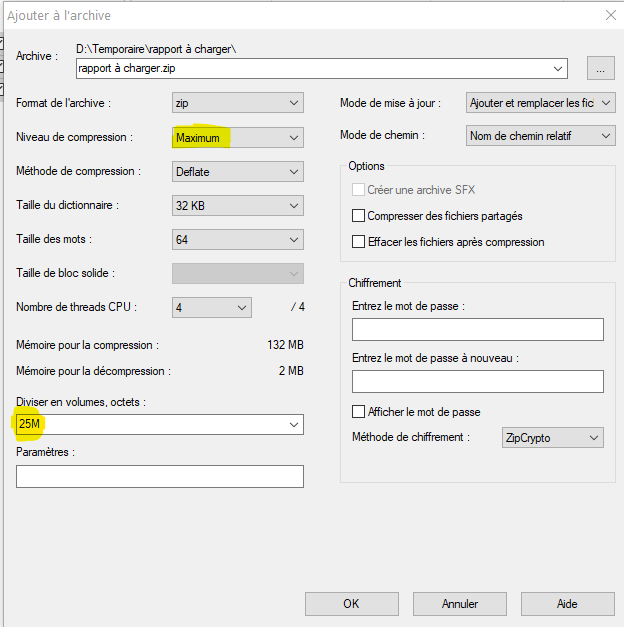 Ajouter à l'archive
Archive :
D:\Temporaire\rapport à charger\
rapport à charger.zip
...
Format de l'archive :
zip
Niveau de compression :
Maximum
Méthode de compression :
Deflate
Taille du dictionnaire :
32 KB
Taille des mots :
64
Taille de bloc solide :
Nombre de threads CPU :
4
/ 4
Mémoire pour la compression :
132 MB
Mémoire pour la décompression :
2 MB
Diviser en volumes, octets :
25M
Paramètres :
Mode de mise à jour :
Ajouter et remplacer les fic
Mode de chemin :
Nom de chemin relatif
Options
Créer une archive SFX
Compresser des fichiers partagés
Effacer les fichiers après compression
Chiffrement
Entrez le mot de passe :
Entrez le mot de passe à nouveau :
Afficher le mot de passe
Méthode de chiffrement :
ZipCrypto
OK
Annuler
Aide